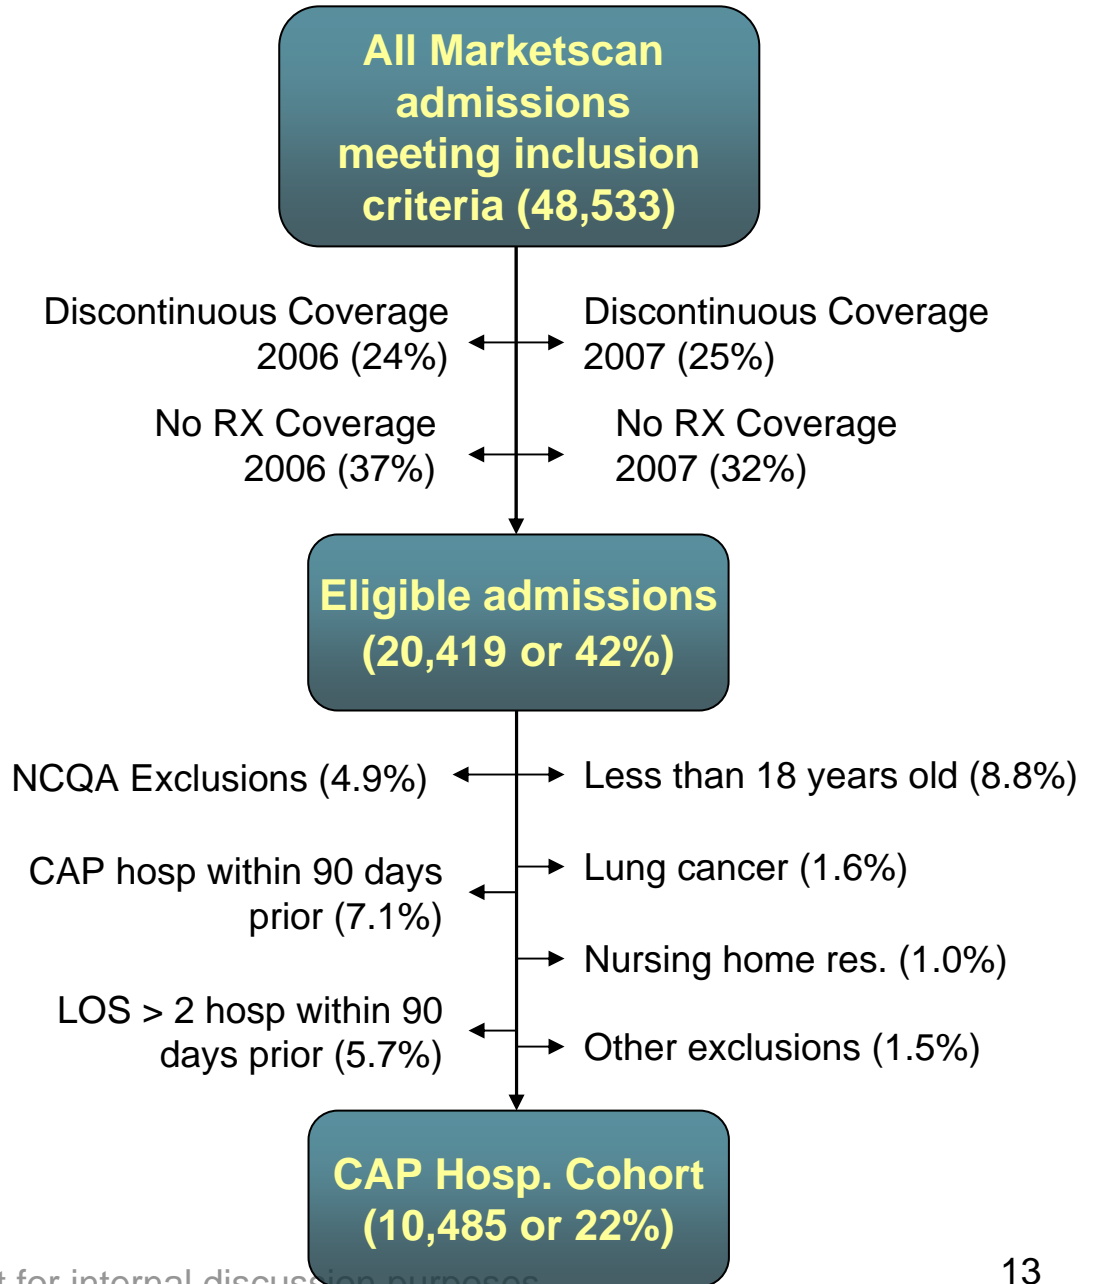 All Marketscan
admissions
meeting inclusion
criteria (48,533)
Discontinuous Coverage
2006 (24%)
Discontinuous Coverage
2007 (25%)
No RX Coverage
2006 (37%)
No RX Coverage
2007 (32%)
Eligible admissions
(20,419 or 42%)
NCQA Exclusions (4.9%)
Less than 18 years old (8.8%)
CAP hosp within 90 days
prior (7.1%)
Lung cancer (1.6%)
Nursing home res. (1.0%)
LOS > 2 hosp within 90
days prior (5.7%)
Other exclusions (1.5%)
CAP Hosp. Cohort
(10,485 or 22%)
for internal discussion purposes
13